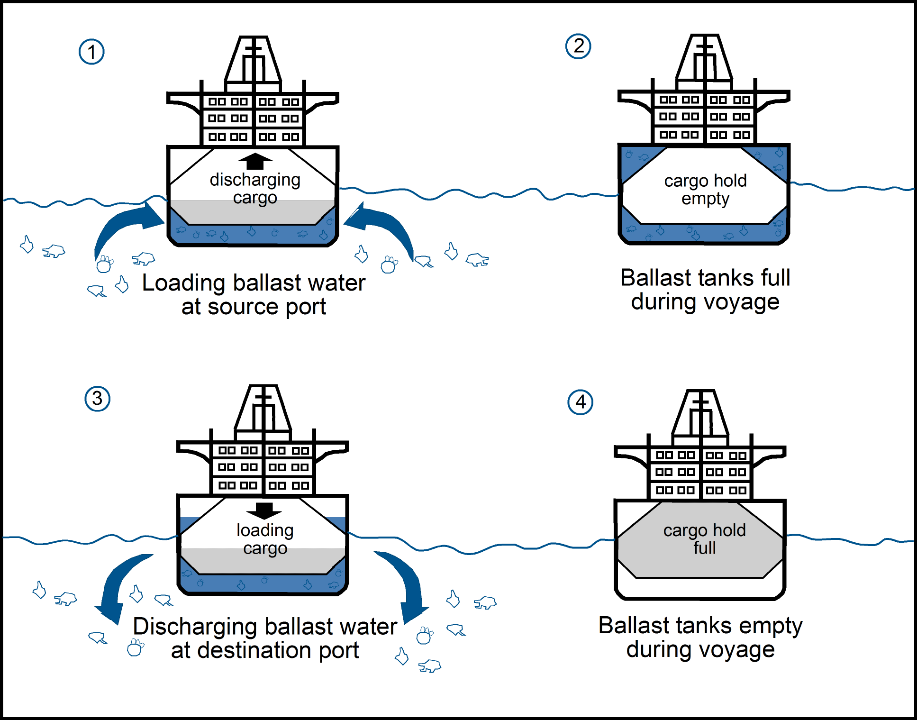 1
discharging
cargo
Loading ballast water
at source port
2
cargo hold
empty
Ballast tanks full
during voyage
3
loading
cargo
Discharging ballast water
at destination port
4
cargo hold
full
Ballast tanks empty
during voyage